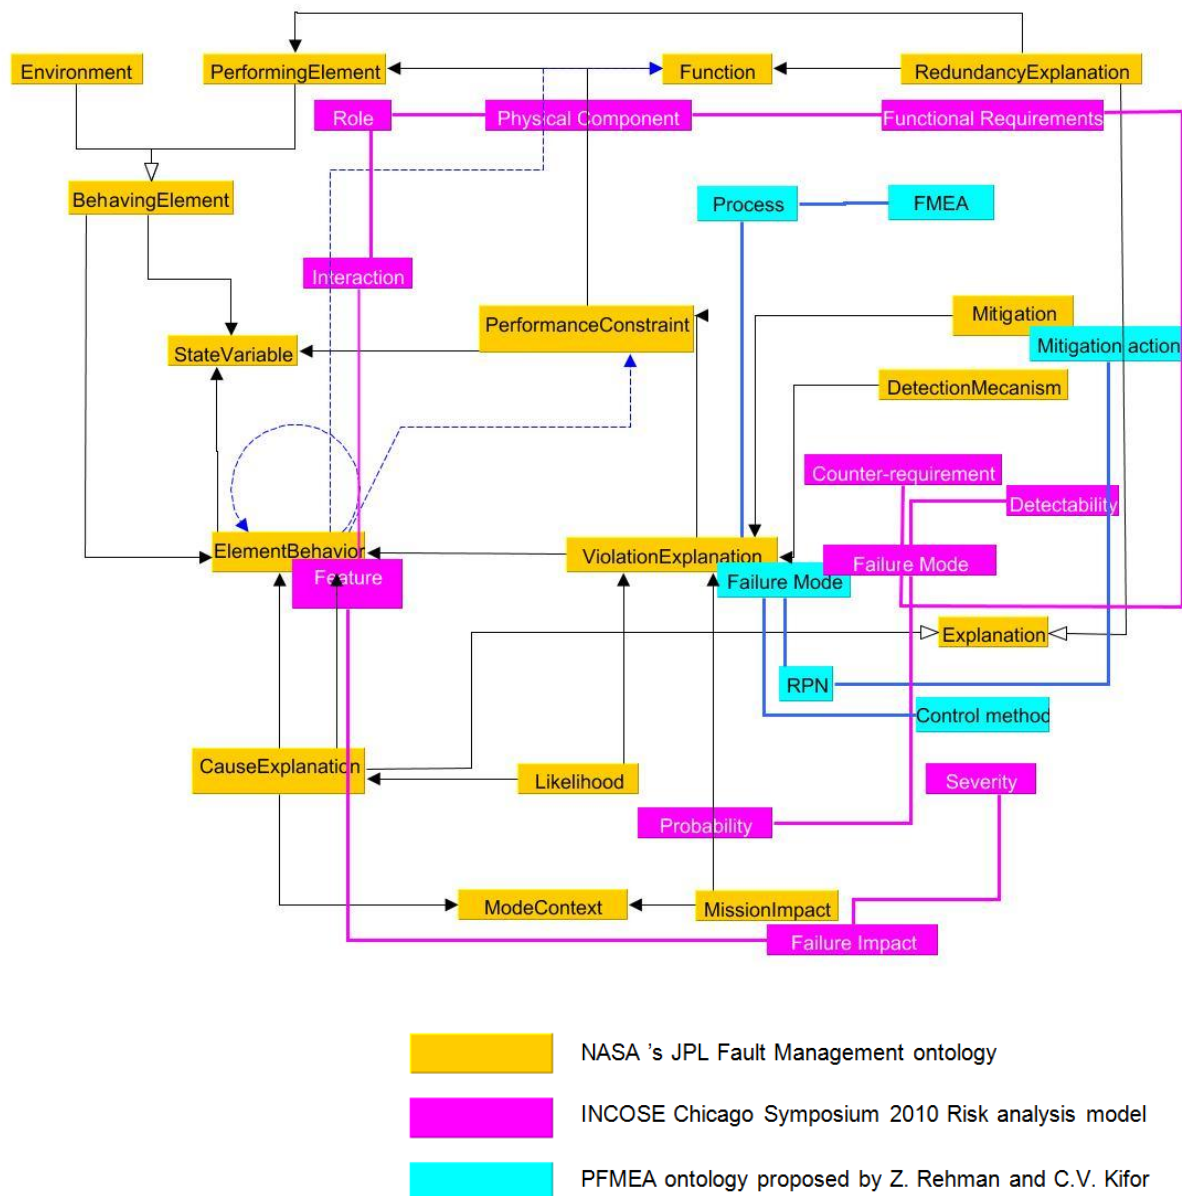 Environment
PerformingElement
Function
RedundancyExplanation
Role
Physical Component
Functional Requirements
BehavingElement
Process
FMEA
Interaction
PerformanceConstraint
Mitigation
Mitigation action
StateVariable
DetectionMecanism
Counter-requirement
Detectability
ElementBehavior
ViolationExplanation
Failure Mode
Feature
Failure Mode
Explanation
RPN
Control method
CauseExplanation
Likelihood
Severity
Probability
ModeContext
MissionImpact
Failure Impact
NASA 's JPL Fault Management ontology
INCOSE Chicago Symposium 2010 Risk analysis model
PFMEA ontology proposed by Z. Rehman and C.V. Kifor